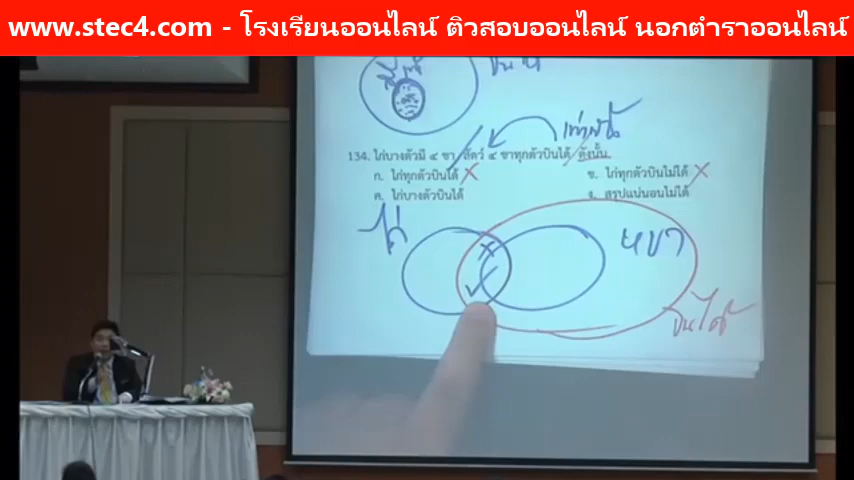 www.stec4.com - โรงเรียนออนไลน์ ติวสอบออนไลน์ นอกตำราออนไลน์
เท่านั้น
134. ไก่บางตัวมี ๔ ขา สัตว์ ๔ ขาทุกตัวบินได้ ดังนั้น
ก. ไก่ทุกตัวบินได้ ข. ไก่ทุกตัวบินไม่ได้
ค. ไก่บางตัวบินได้ ง. สรุปแน่นอนไม่ได้
ไก่
บินได้